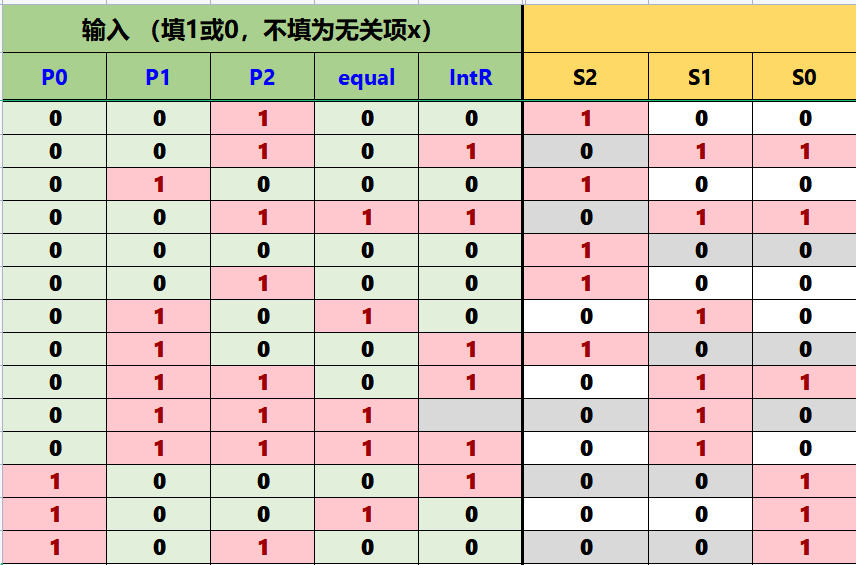 输入 （填1或0，不填为无关项x）
P0 P1 P2 equal IntR S2 S1 S0
0 0 1 0 0 1 0 0
0 0 1 0 1 0 1 1
0 1 0 0 0 1 0 0
0 0 1 1 1 0 1 1
0 0 0 0 0 1 0 0
0 0 1 0 0 1 0 0
0 1 0 1 0 0 1 0
0 1 0 0 1 1 0 0
0 1 1 0 1 0 1 1
0 1 1 1 0 1 0
0 1 1 1 1 0 1 0
1 0 0 0 1 0 0 1
1 0 0 1 0 0 0 1
1 0 1 0 0 0 0 1